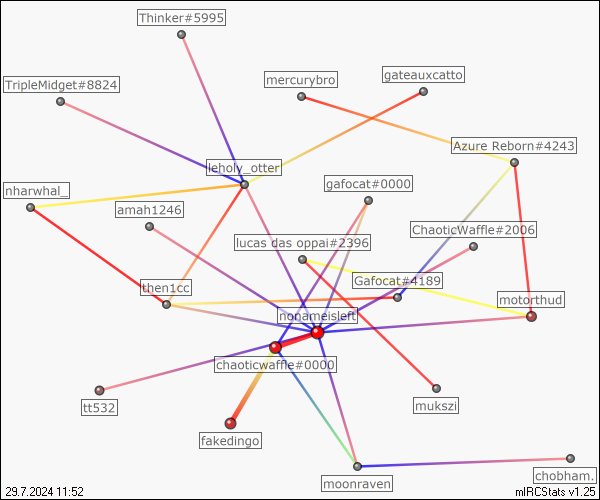 Thinker#5995
gateauxcatto
mercurybro
TripleMidget#8824
Azure Reborn#4243
leholy_otter
gafocat#0000
nharwhal_
amah1246
ChaoticWaffle#2006
lucas das oppai#2396
Gafocat#4189
then1cc
motorthud
nonameisleft
chaoticwaffle#0000
tt532
mukszi
fakedingo
chobham.
moonraven
29.7.2024 11:52
mIRCStats v1.25